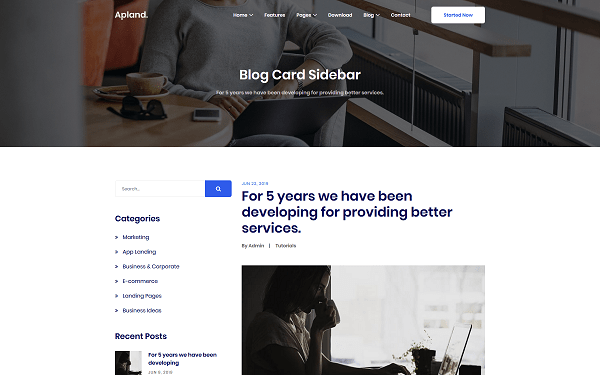 Apland.
Home Features Pages Download Blog Contact Started Now
Blog Card Sidebar
For 5 years we have been developing for providing better services.
Search..
Categories
Marketing
App Landing
Business & Corporate
E-commerce
Landing Pages
Business Ideas
Recent Posts
For 5 years we have been
developing
JUN 9, 2019
JUN 22, 2019
For 5 years we have been
developing for providing better
services.
By Admin | Tutorials